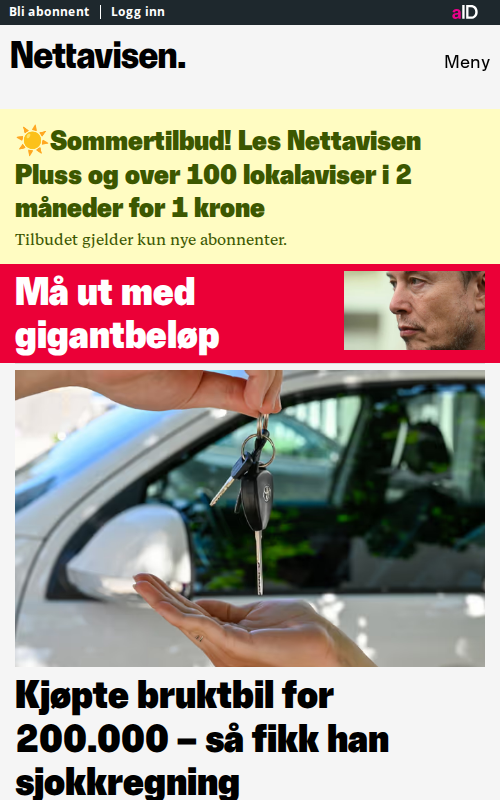 Bli abonnent | Logg inn
aID
Nettavisen.
Meny
☀️Sommertilbud! Les Nettavisen
Pluss og over 100 lokalaviser i 2
måneder for 1 krone
Tilbudet gjelder kun nye abonnenter.
Må ut med
gigantbeløp
Kjøpte bruktbil for
200.000 – så fikk han
sjokkregning